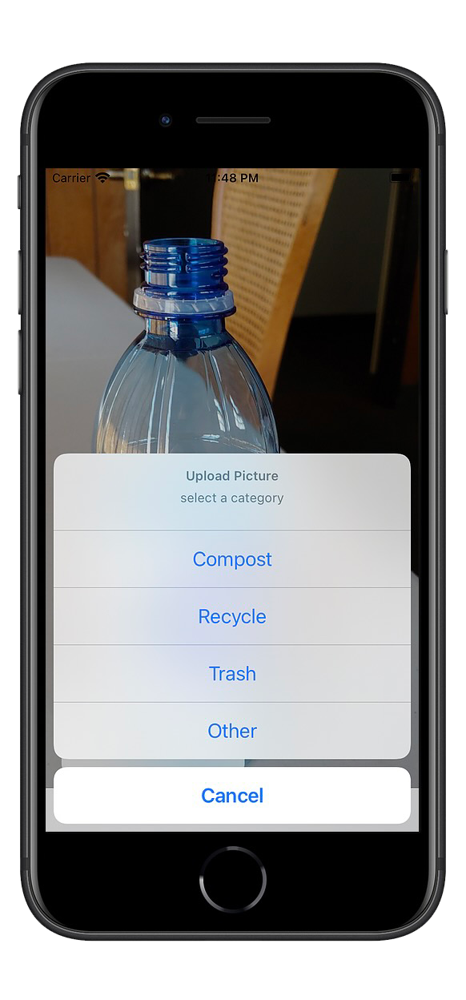 Carrier
:48 PM
Upload Picture
select a category
Compost
Recycle
Trash
Other
Cancel